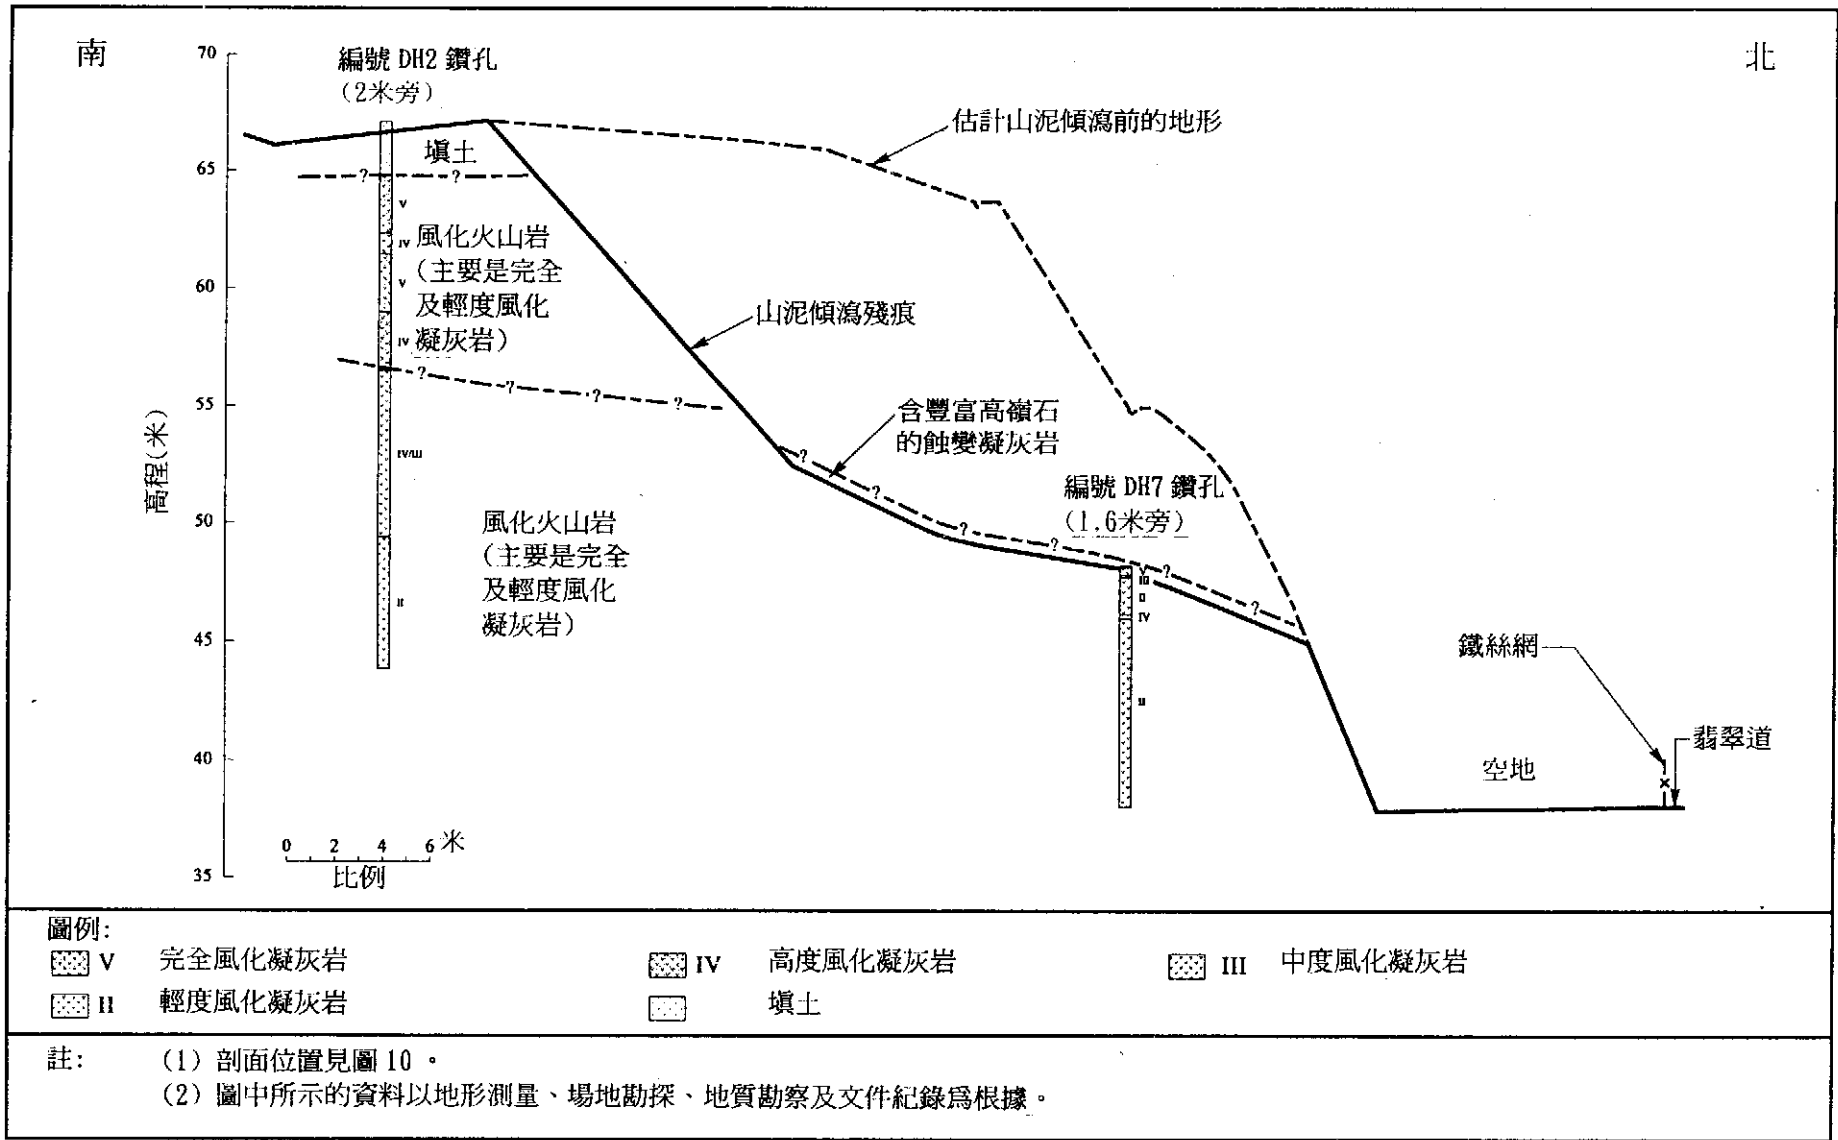 南
北
70
65
60
55
50
45
40
35
高程(米)
編號 DH2 鑽孔
(2米旁)
估計山泥傾瀉前的地形
填土
?
?
V
IV
V
IV
IV/III
II
風化火山岩
(主要是完全
及輕度風化
凝灰岩)
山泥傾瀉殘痕
?
?
?
?
含豐富高嶺石
的蝕變凝灰岩
編號 DH7 鑽孔
(1.6米旁)
?
?
?
?
?
?
V
III
II
IV
II
風化火山岩
(主要是完全
及輕度風化
凝灰岩)
鐵絲網
翡翠道
空地
0 2 4 6 米
比例
圖例:
V 完全風化凝灰岩
IV 高度風化凝灰岩
III 中度風化凝灰岩
II 輕度風化凝灰岩
填土
註: (1) 剖面位置見圖 10 。
(2) 圖中所示的資料以地形測量、場地勘探、地質勘察及文件紀錄為根據。